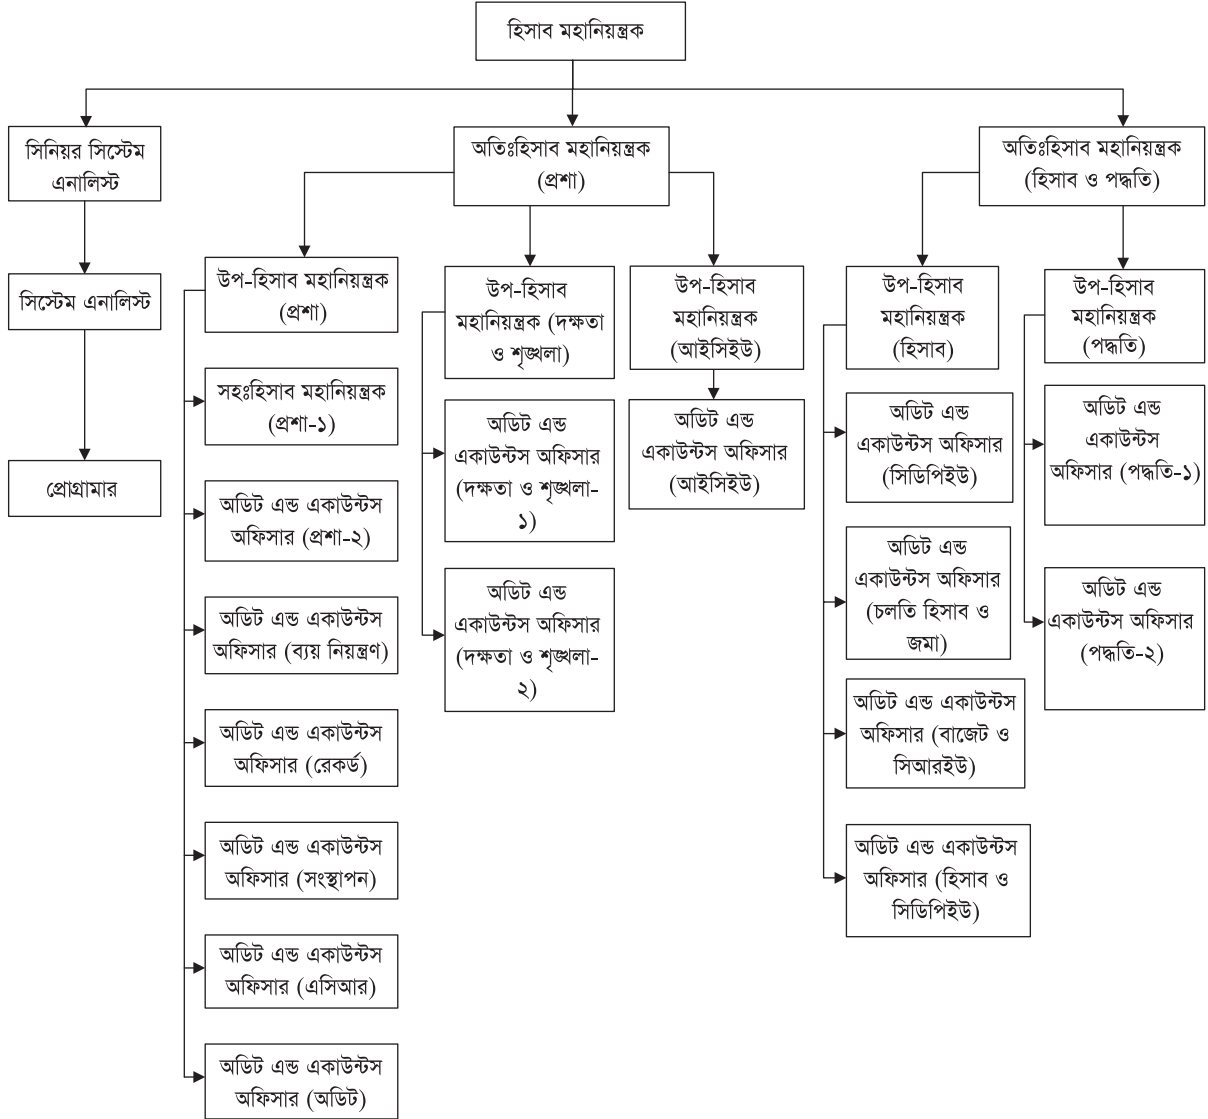 হিসাব মহানিয়ন্ত্রক
সিনিয়র সিস্টেম
এনালিস্ট
অতিঃহিসাব মহানিয়ন্ত্রক
(প্রশা)
অতিঃহিসাব মহানিয়ন্ত্রক
(হিসাব ও পদ্ধতি)
সিস্টেম এনালিস্ট
প্রোগ্রামার
উপ-হিসাব মহানিয়ন্ত্রক
(প্রশা)
সহঃহিসাব মহানিয়ন্ত্রক
(প্রশা-১)
অডিট এন্ড একাউন্টস
অফিসার (প্রশা-২)
অডিট এন্ড একাউন্টস
অফিসার (ব্যয় নিয়ন্ত্রণ)
অডিট এন্ড একাউন্টস
অফিসার (রেকর্ড)
অডিট এন্ড একাউন্টস
অফিসার (সংস্থাপন)
অডিট এন্ড একাউন্টস
অফিসার (এসিআর)
অডিট এন্ড একাউন্টস
অফিসার (অডিট)
উপ-হিসাব
মহানিয়ন্ত্রক (দক্ষতা
ও শৃঙ্খলা)
অডিট এন্ড
একাউন্টস অফিসার
(দক্ষতা ও শৃঙ্খলা-
১)
অডিট এন্ড
একাউন্টস অফিসার
(দক্ষতা ও শৃঙ্খলা-
২)
উপ-হিসাব
মহানিয়ন্ত্রক
(আইসিইউ)
অডিট এন্ড
একাউন্টস অফিসার
(আইসিইউ)
উপ-হিসাব
মহানিয়ন্ত্রক
(হিসাব)
অডিট এন্ড
একাউন্টস অফিসার
(সিডিপিইউ)
অডিট এন্ড
একাউন্টস অফিসার
(চলতি হিসাব ও
জমা)
অডিট এন্ড একাউন্টস
অফিসার (বাজেট ও
সিআরইউ)
অডিট এন্ড একাউন্টস
অফিসার (হিসাব ও
সিডিপিইউ)
উপ-হিসাব
মহানিয়ন্ত্রক
(পদ্ধতি)
অডিট এন্ড
একাউন্টস
অফিসার (পদ্ধতি-১)
অডিট এন্ড
একাউন্টস অফিসার
(পদ্ধতি-২)